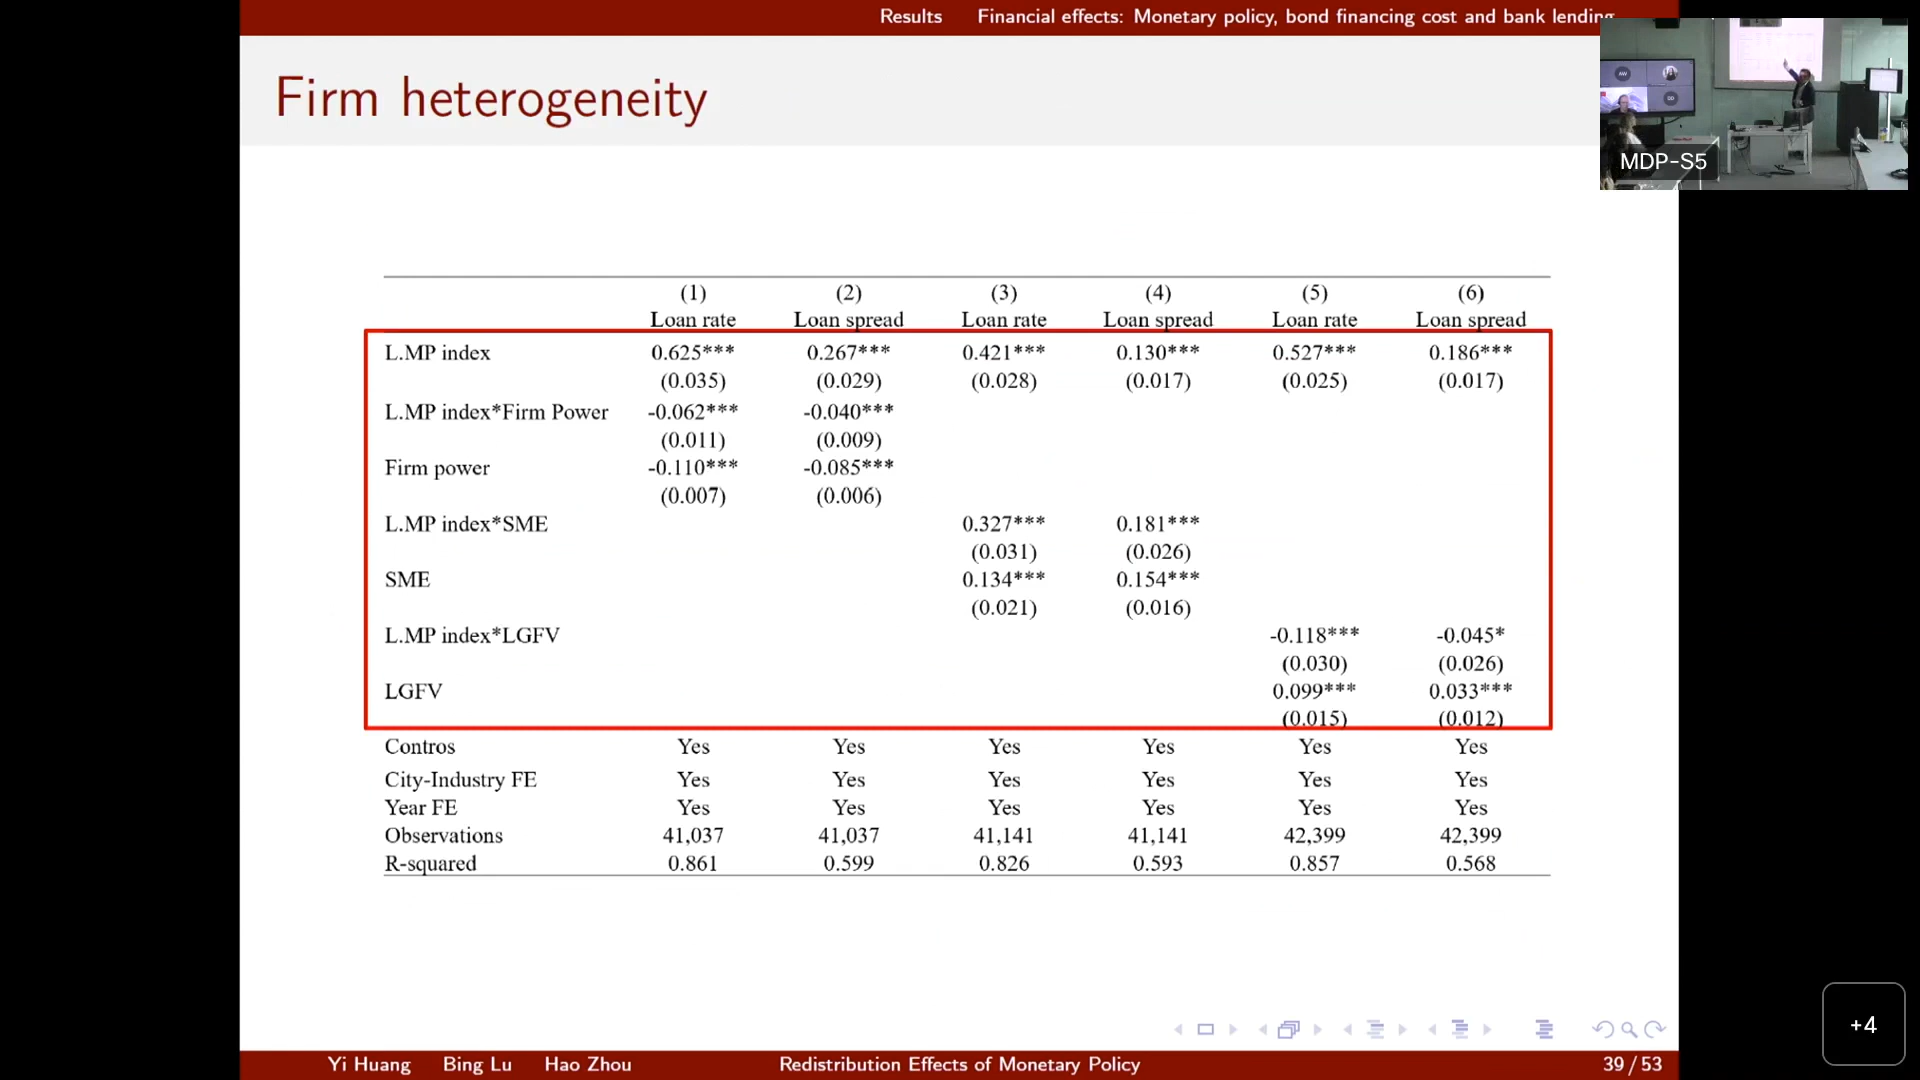 Results Financial effects: Monetary policy, bond financing cost and bank lending
Firm heterogeneity
MDP-S5
(1) (2) (3) (4) (5) (6)
Loan rate Loan spread Loan rate Loan spread Loan rate Loan spread
L.MP index 0.625*** 0.267*** 0.421*** 0.130*** 0.527*** 0.186***
(0.035) (0.029) (0.028) (0.017) (0.025) (0.017)
L.MP index*Firm Power -0.062*** -0.040***
(0.011) (0.009)
Firm power -0.110*** -0.085***
(0.007) (0.006)
L.MP index*SME 0.327*** 0.181***
(0.031) (0.026)
SME 0.134*** 0.154***
(0.021) (0.016)
L.MP index*LGFV -0.118*** -0.045*
(0.030) (0.026)
LGFV 0.099*** 0.033***
(0.015) (0.012)
Contros Yes Yes Yes Yes Yes Yes
City-Industry FE Yes Yes Yes Yes Yes Yes
Year FE Yes Yes Yes Yes Yes Yes
Observations 41,037 41,037 41,141 41,141 42,399 42,399
R-squared 0.861 0.599 0.826 0.593 0.857 0.568
+4
Yi Huang Bing Lu Hao Zhou Redistribution Effects of Monetary Policy 39 / 53